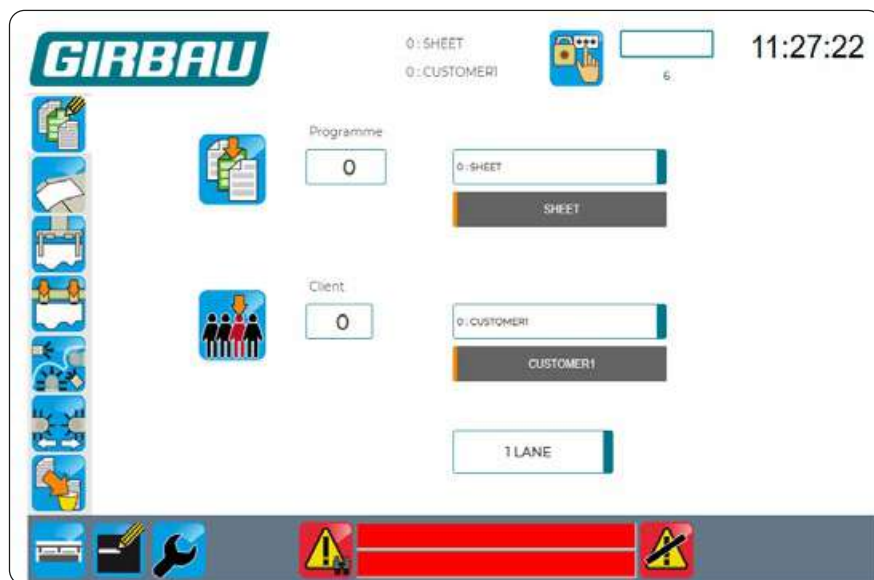 GIRBAU
0 : SHEET
0 : CUSTOMER1
6
11:27:22
Programme
0
0 : SHEET
SHEET
Client
0
0 : CUSTOMER1
CUSTOMER1
1 LANE